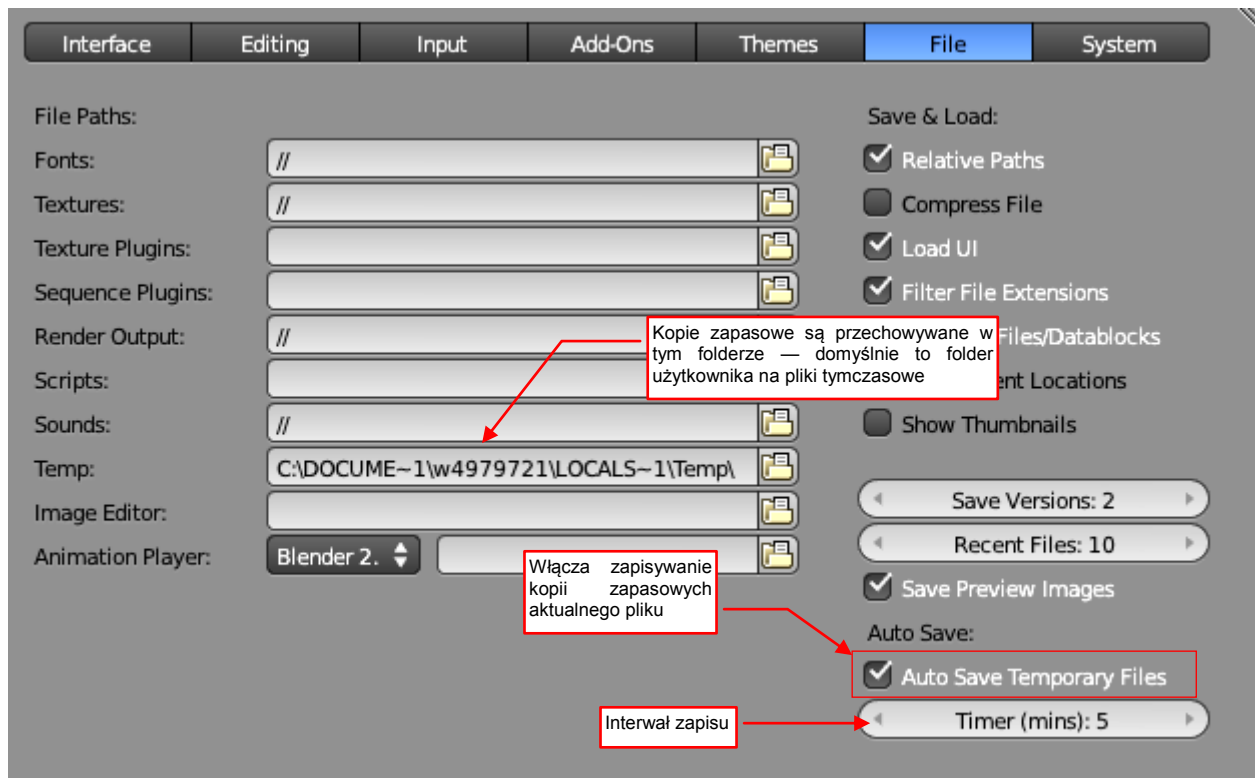 Interface Editing Input Add-Ons Themes File System
File Paths:
Fonts: //
Textures: //
Texture Plugins:
Sequence Plugins:
Render Output: //
Scripts:
Sounds: //
Temp: C:\DOCUME~1\w4979721\LOCALS~1\Temp\
Image Editor:
Animation Player: Blender 2.
Kopie zapasowe są przechowywane w
tym folderze — domyślnie to folder
użytkownika na pliki tymczasowe
Włącza zapisywanie
kopii zapasowych
aktualnego pliku
Interwał zapisu
Save & Load:
Relative Paths
Compress File
Load UI
Filter File Extensions
Files/Datablocks
Locations
Show Thumbnails
Save Versions: 2
Recent Files: 10
Save Preview Images
Auto Save:
Auto Save Temporary Files
Timer (mins): 5